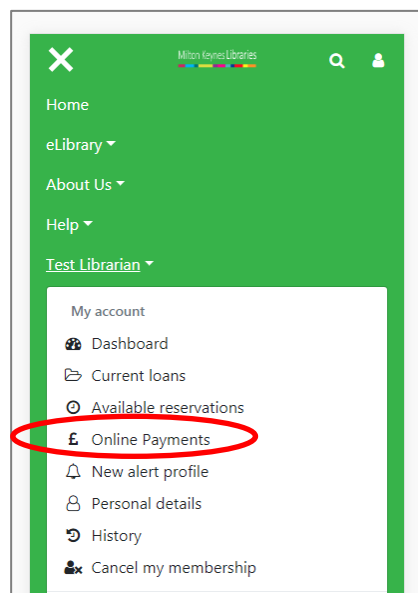 Milton Keynes Libraries
Home
eLibrary
About Us
Help
Test Librarian
My account
Dashboard
Current loans
Available reservations
£ Online Payments
New alert profile
Personal details
History
Cancel my membership